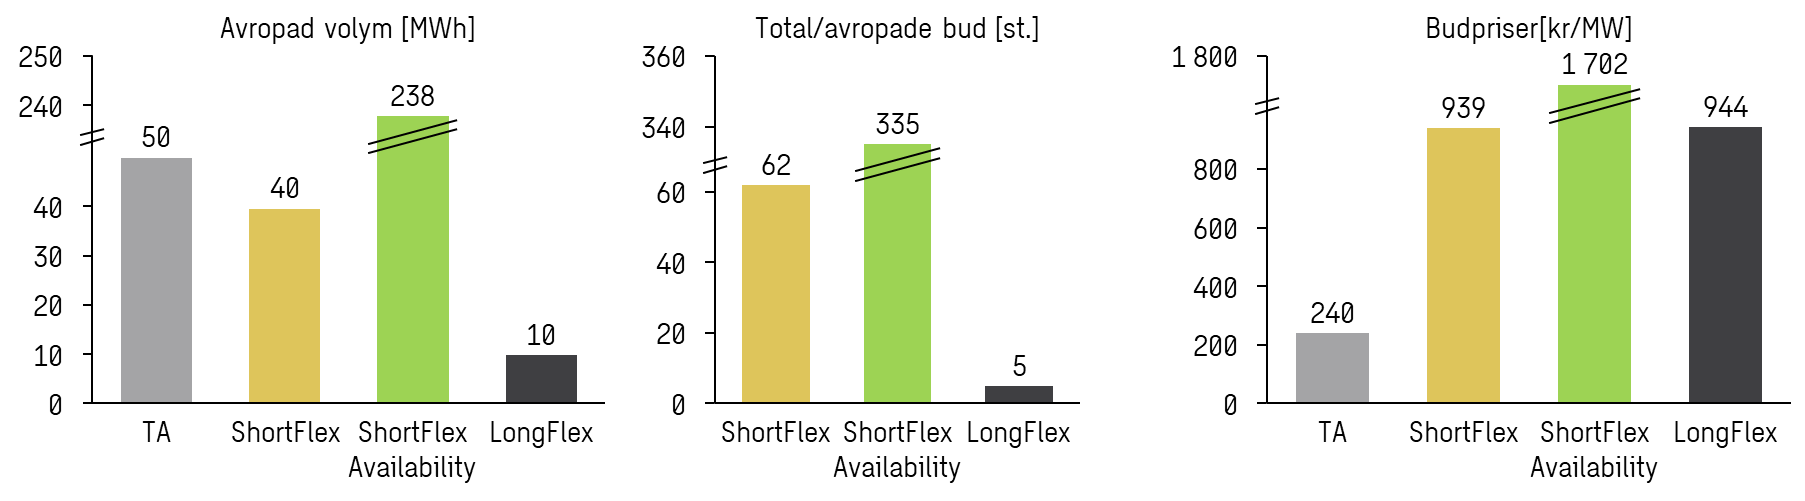 Avropad volym [MWh]
250
240
40
30
20
10
0
50
40
238
10
TA
ShortFlex
ShortFlex
Availability
LongFlex
Total/avropade bud [st.]
360
340
60
40
20
0
62
335
5
ShortFlex
ShortFlex
Availability
LongFlex
Budpriser[kr/MW]
1 800
800
600
400
200
0
240
939
1 702
944
TA
ShortFlex
ShortFlex
Availability
LongFlex